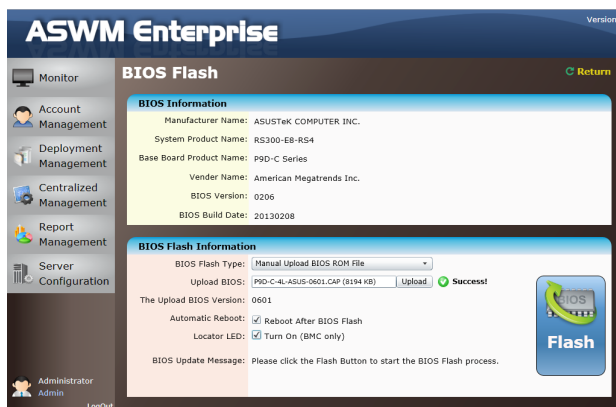 ASWM Enterprise
Version
Monitor
Account
Management
Deployment
Management
Centralized
Management
Report
Management
Server
Configuration
Administrator
Admin
LogOut
BIOS Flash
Return
BIOS Information
Manufacturer Name: ASUSTeK COMPUTER INC.
System Product Name: RS300-E8-RS4
Base Board Product Name: P9D-C Series
Vender Name: American Megatrends Inc.
BIOS Version: 0206
BIOS Build Date: 20130208
BIOS Flash Information
BIOS Flash Type: Manual Upload BIOS ROM File
Upload BIOS: P9D-C-4L-ASUS-0601.CAP (8194 KB) Upload Success!
The Upload BIOS Version: 0601
Automatic Reboot: Reboot After BIOS Flash
Locator LED: Turn On (BMC only)
BIOS Update Message: Please click the Flash Button to start the BIOS Flash process.
BIOS
Flash